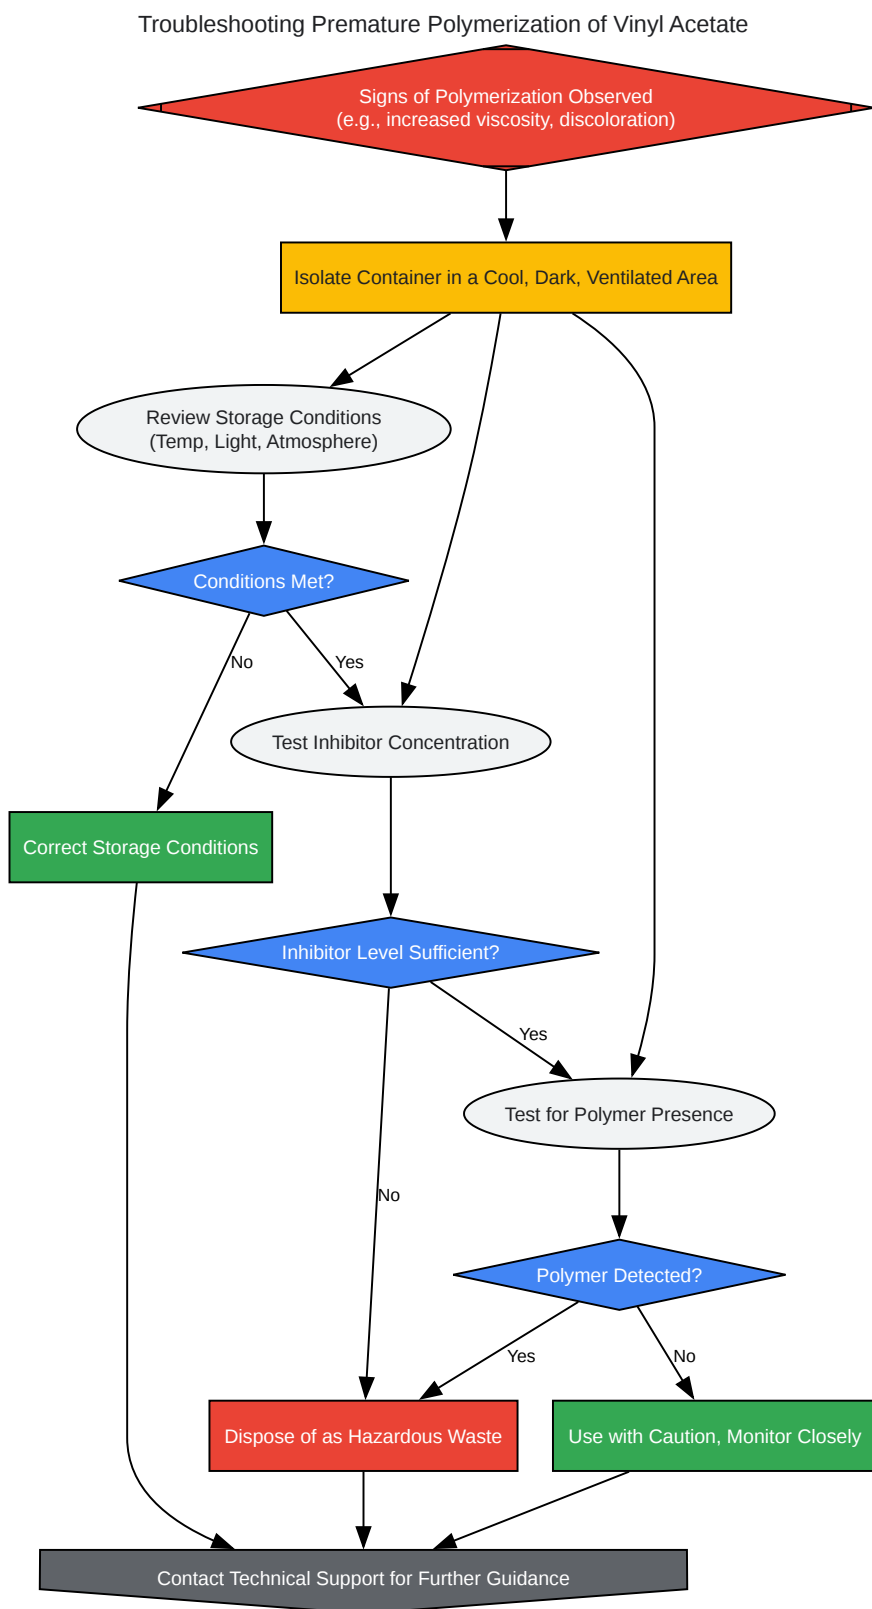 Troubleshooting Premature Polymerization of Vinyl Acetate
Signs of Polymerization Observed
(e.g., increased viscosity, discoloration)
Isolate Container in a Cool, Dark, Ventilated Area
Review Storage Conditions
(Temp, Light, Atmosphere)
Conditions Met?
No
Yes
Test Inhibitor Concentration
Correct Storage Conditions
Inhibitor Level Sufficient?
Yes
Test for Polymer Presence
No
Polymer Detected?
Yes
No
Dispose of as Hazardous Waste
Use with Caution, Monitor Closely
Contact Technical Support for Further Guidance